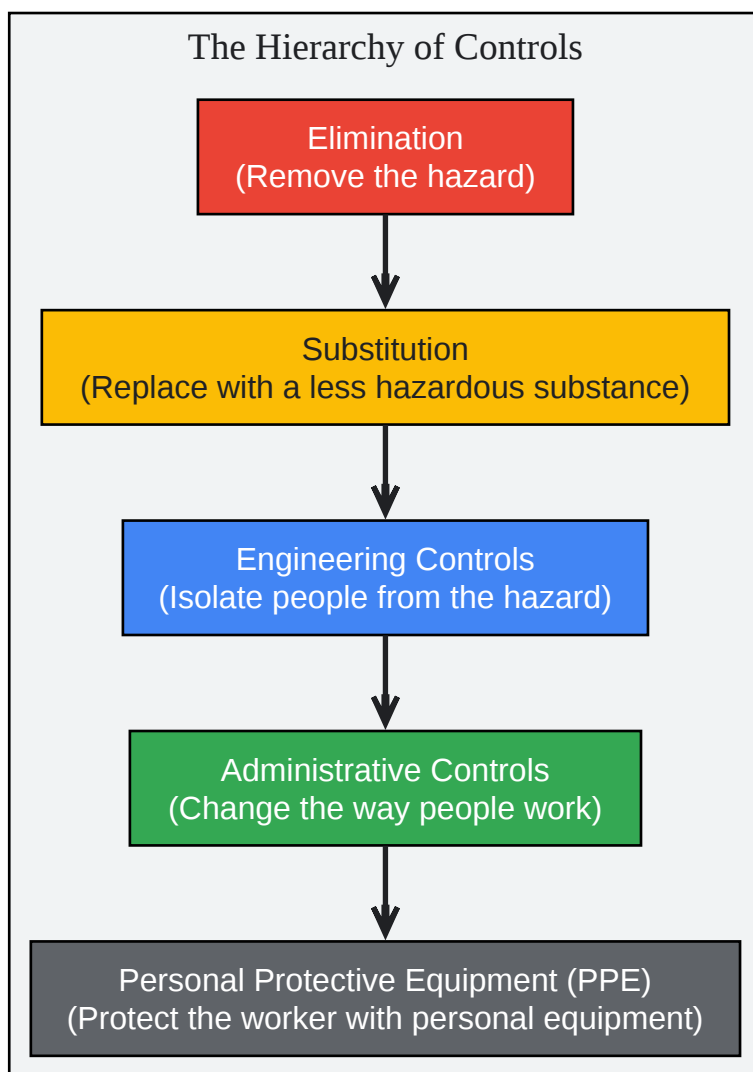 The Hierarchy of Controls
Elimination
(Remove the hazard)
Substitution
(Replace with a less hazardous substance)
Engineering Controls
(Isolate people from the hazard)
Administrative Controls
(Change the way people work)
Personal Protective Equipment (PPE)
(Protect the worker with personal equipment)